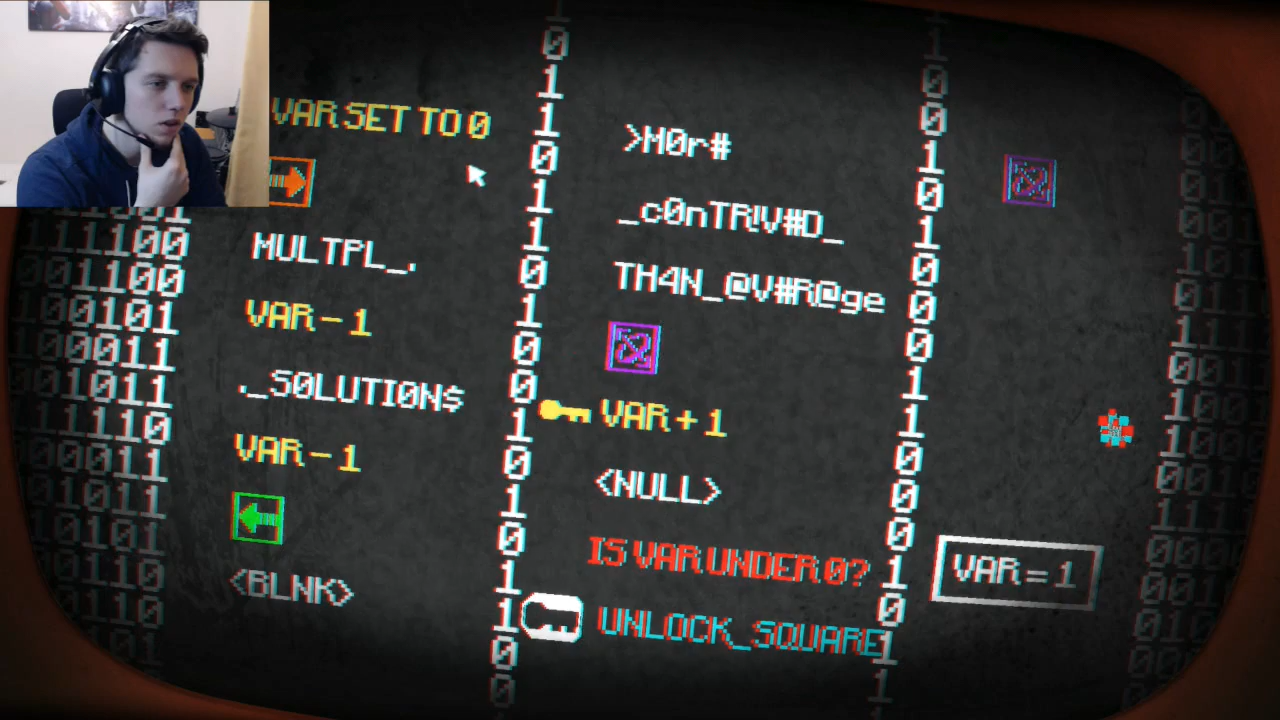 VAR SET TO 0
MULTPL_.
VAR - 1
._S0LUTI0N$
VAR - 1
<BLNK>
>M0r#
_c0nTR!V#D_
TH4N_@V#R@ge
VAR + 1
<NULL>
IS VAR UNDER 0?
UNLOCK_SQUARE
VAR = 1